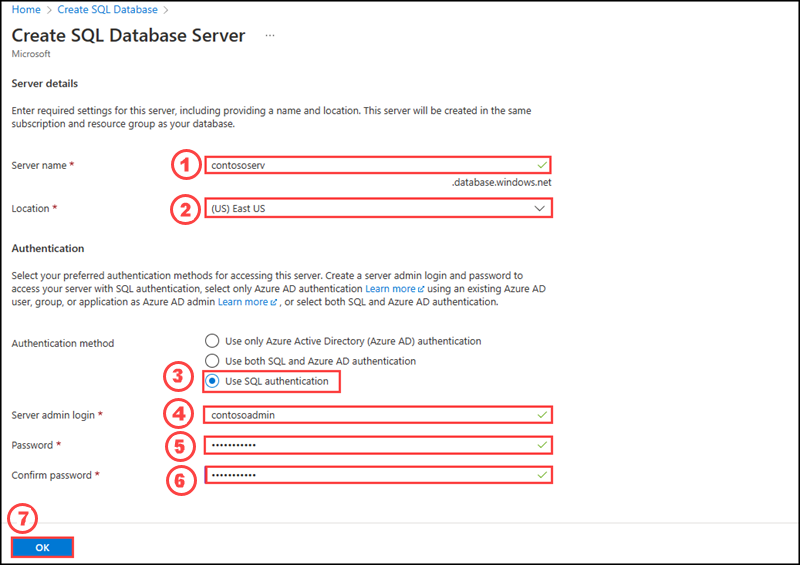 Home > Create SQL Database >
Create SQL Database Server ...
Microsoft
Server details
Enter required settings for this server, including providing a name and location. This server will be created in the same
subscription and resource group as your database.
Server name *
1
contososerv
.database.windows.net
Location *
2
(US) East US
Authentication
Select your preferred authentication methods for accessing this server. Create a server admin login and password to
access your server with SQL authentication, select only Azure AD authentication Learn more using an existing Azure AD
user, group, or application as Azure AD admin Learn more , or select both SQL and Azure AD authentication.
Authentication method
Use only Azure Active Directory (Azure AD) authentication
Use both SQL and Azure AD authentication
3
Use SQL authentication
Server admin login *
4
contosoadmin
Password *
5
•••••••••••
Confirm password *
6
•••••••••••
7
OK